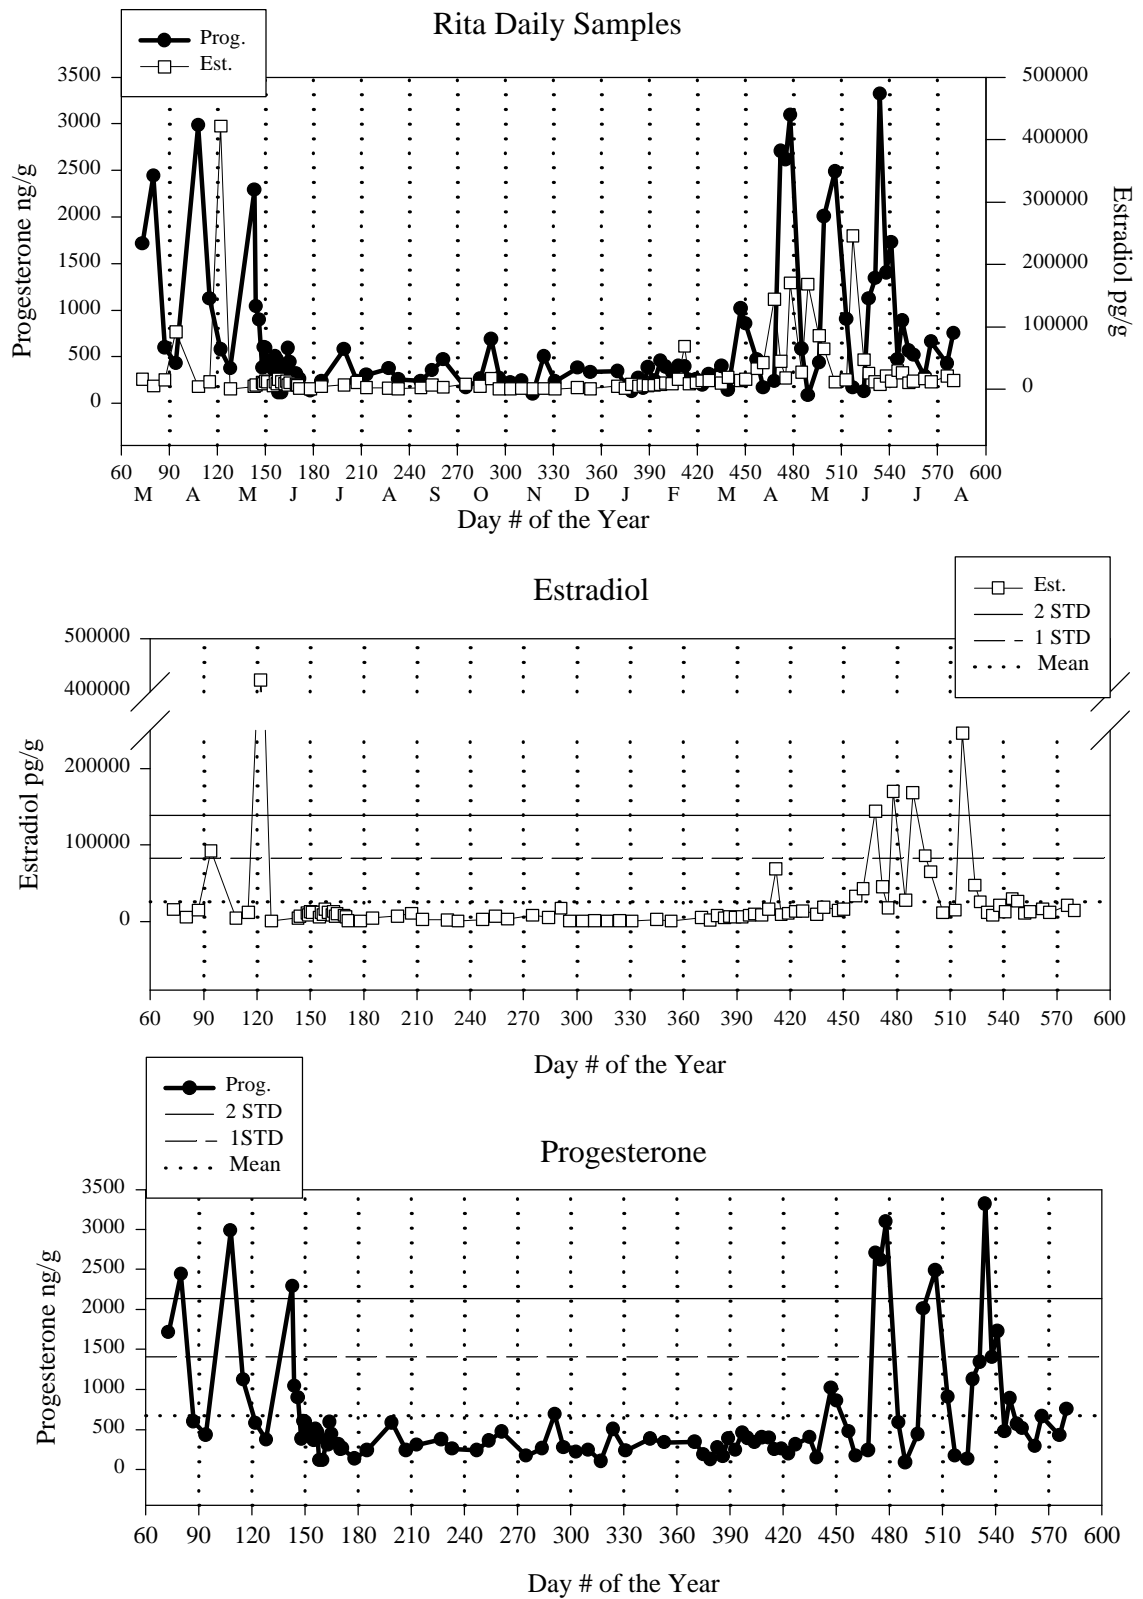 Rita Daily Samples
Prog.
Est.
3500
3000
2500
2000
1500
1000
500
0
Progesterone ng/g
500000
400000
300000
200000
100000
0
Estradiol pg/g
60 90 120 150 180 210 240 270 300 330 360 390 420 450 480 510 540 570 600
M A M J J A S O N D J F M A M J J A
Day # of the Year
Estradiol
Est.
2 STD
1 STD
Mean
500000
400000
200000
100000
0
Estradiol pg/g
60 90 120 150 180 210 240 270 300 330 360 390 420 450 480 510 540 570 600
Day # of the Year
Prog.
2 STD
1STD
Mean
Progesterone
3500
3000
2500
2000
1500
1000
500
0
Progesterone ng/g
60 90 120 150 180 210 240 270 300 330 360 390 420 450 480 510 540 570 600
Day # of the Year